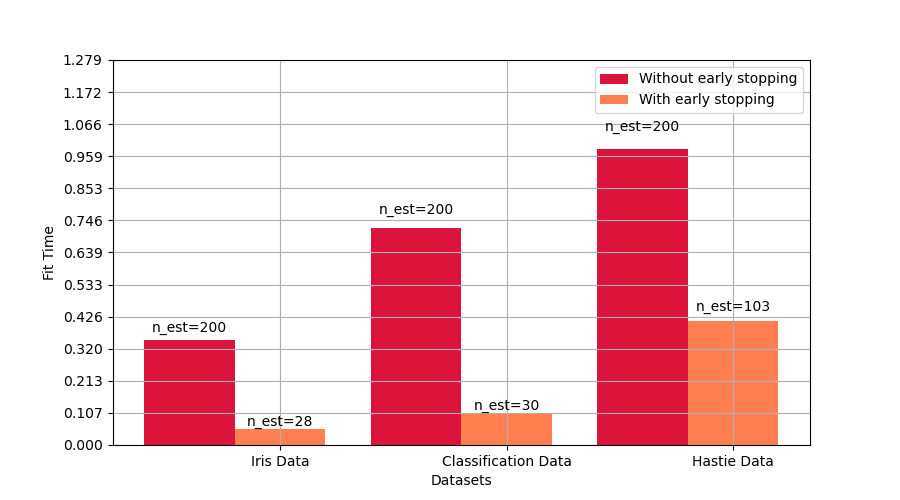 1.279
1.172
1.066
0.959
0.853
0.746
0.639
0.533
0.426
0.320
0.213
0.107
0.000
Fit Time
Without early stopping
With early stopping
n_est=200
n_est=200
n_est=200
n_est=103
n_est=28
n_est=30
Iris Data
Classification Data
Hastie Data
Datasets